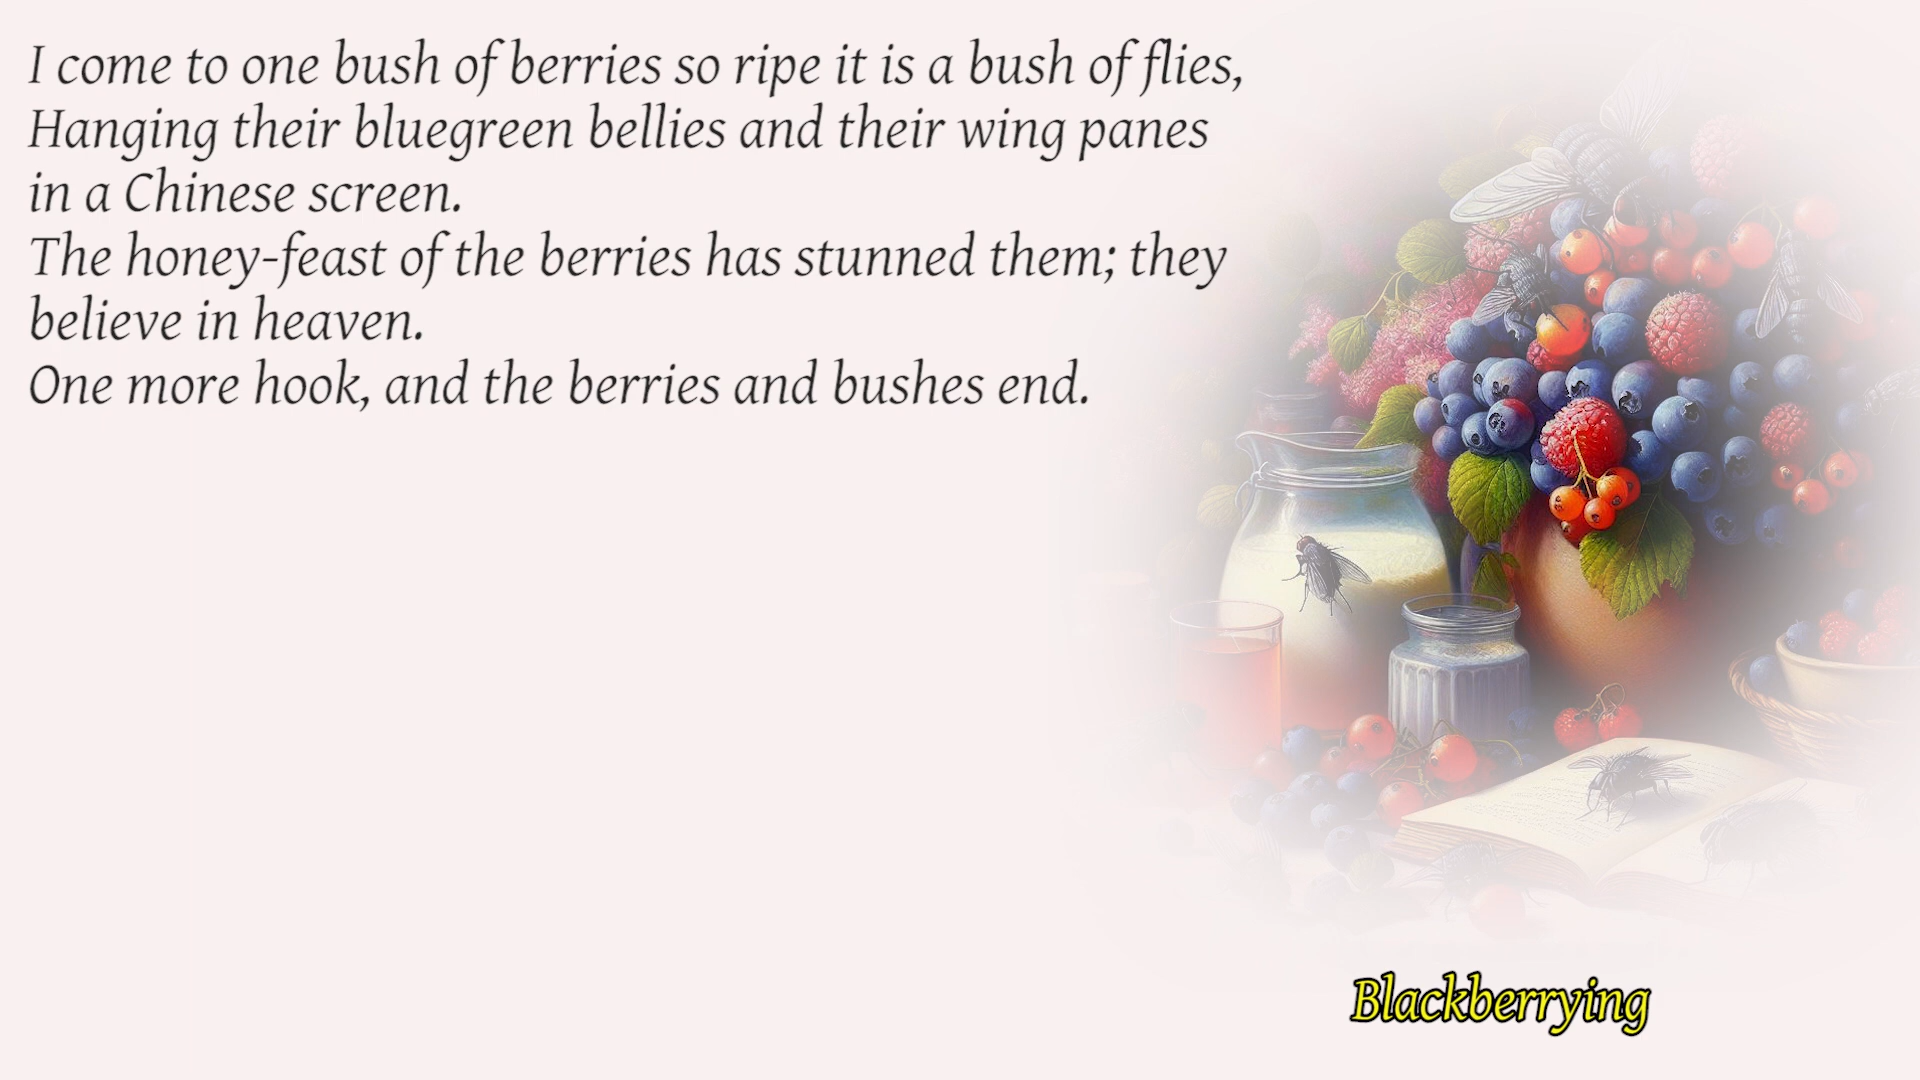 I come to one bush of berries so ripe it is a bush of flies,
Hanging their bluegreen bellies and their wing panes
in a Chinese screen.
The honey-feast of the berries has stunned them; they
believe in heaven.
One more hook, and the berries and bushes end.
Blackberrying